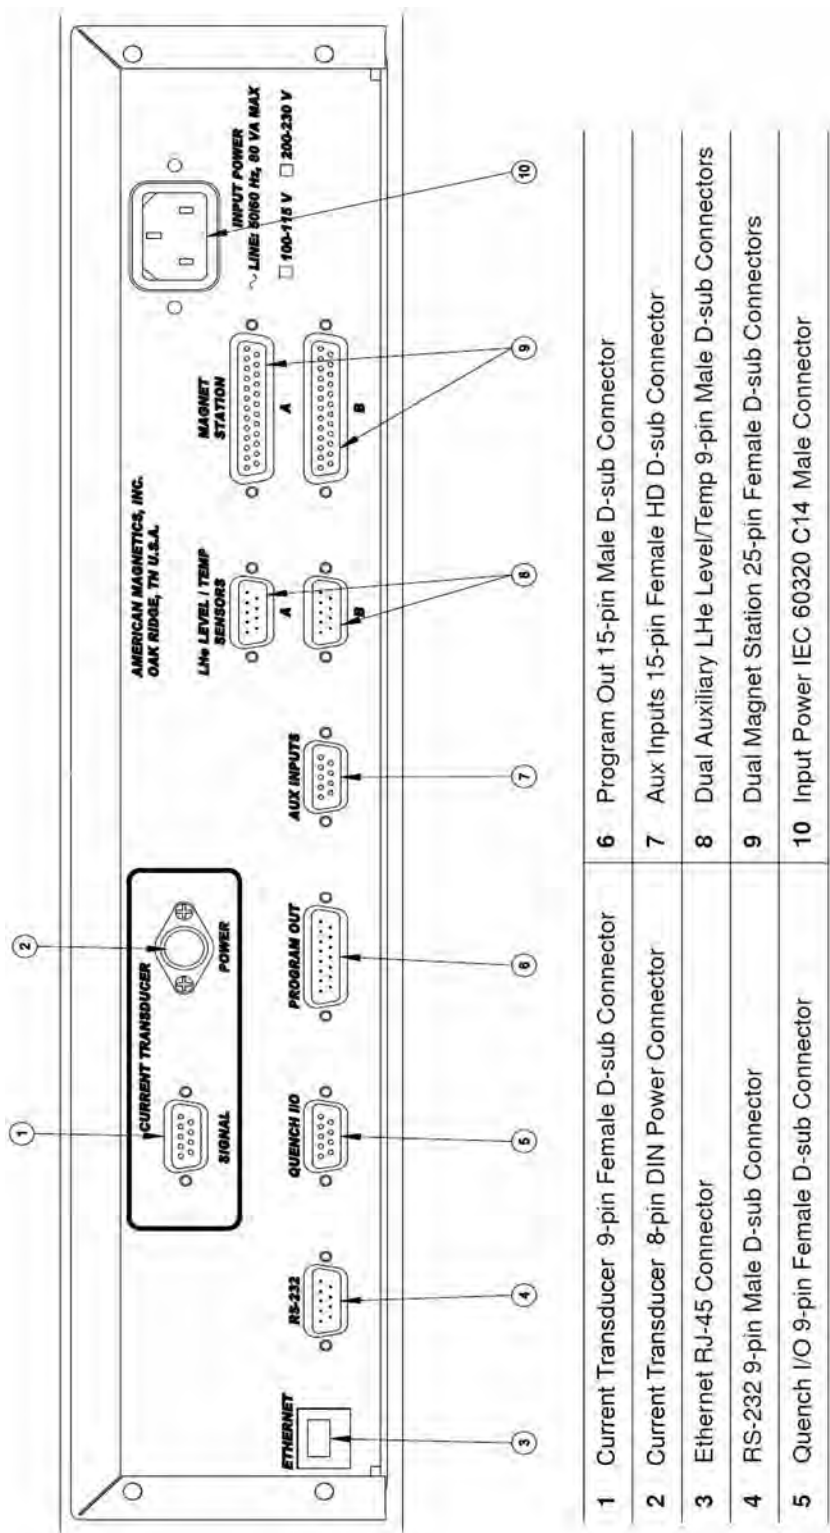 1
2
CURRENT TRANSDUCER
SIGNAL
POWER
AMERICAN MAGNETICS, INC.
OAK RIDGE, TN U.S.A.
LHe LEVEL / TEMP
SENSORS
A
B
MAGNET
STATION
A
B
INPUT POWER
~ LINE: 50/60 Hz, 80 VA MAX
100-115 V
200-230 V
ETHERNET
RS-232
QUENCH I/O
PROGRAM OUT
AUX INPUTS
3
4
5
6
7
8
9
10
1 Current Transducer 9-pin Female D-sub Connector
2 Current Transducer 8-pin DIN Power Connector
3 Ethernet RJ-45 Connector
4 RS-232 9-pin Male D-sub Connector
5 Quench I/O 9-pin Female D-sub Connector
6 Program Out 15-pin Male D-sub Connector
7 Aux Inputs 15-pin Female HD D-sub Connector
8 Dual Auxiliary LHe Level/Temp 9-pin Male D-sub Connectors
9 Dual Magnet Station 25-pin Female D-sub Connectors
10 Input Power IEC 60320 C14 Male Connector